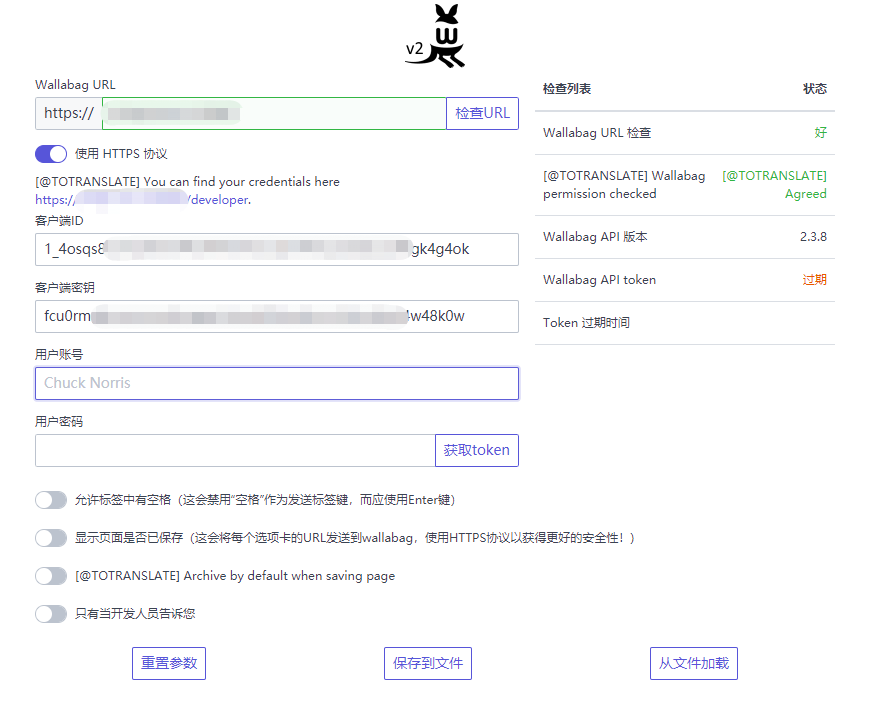 v2
Wallabag URL
https://
检查URL
使用 HTTPS 协议
[@TOTRANSLATE] You can find your credentials here
https:/ /developer.
客户端ID
1_4osqs8 gk4g4ok
客户端密钥
fcu0rm 4w48k0w
用户账号
Chuck Norris
用户密码
获取token
允许标签中有空格（这会禁用“空格”作为发送标签键，而应使用Enter键）
显示页面是否已保存（这会将每个选项卡的URL发送到wallabag，使用HTTPS协议以获得更好的安全性！）
[@TOTRANSLATE] Archive by default when saving page
只有当开发人员告诉您
重置参数
保存到文件
从文件加载
检查列表 状态
Wallabag URL 检查 好
[@TOTRANSLATE] Wallabag [@TOTRANSLATE]
permission checked Agreed
Wallabag API 版本 2.3.8
Wallabag API token 过期
Token 过期时间